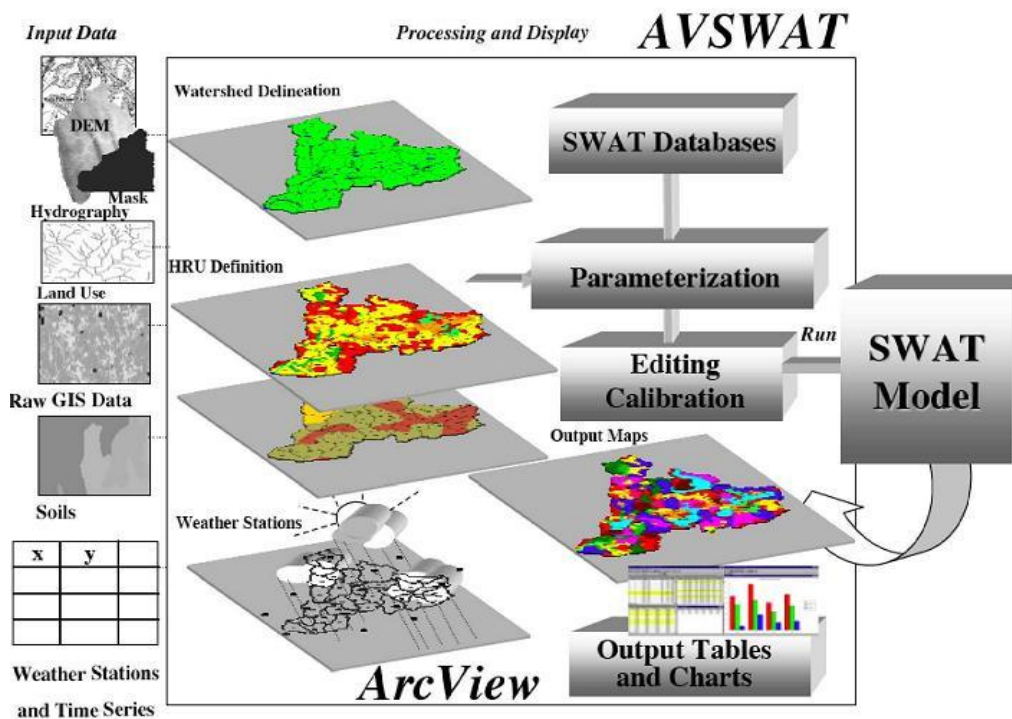 Input Data
Processing and Display
AVSWAT
DEM
Mask
Hydrography
Land Use
Raw GIS Data
Soils
x y
Weather Stations
and Time Series
Watershed Delineation
HRU Definition
Weather Stations
ArcView
SWAT Databases
Parameterization
Editing
Calibration
Run
SWAT
Model
Output Maps
Output Tables
and Charts